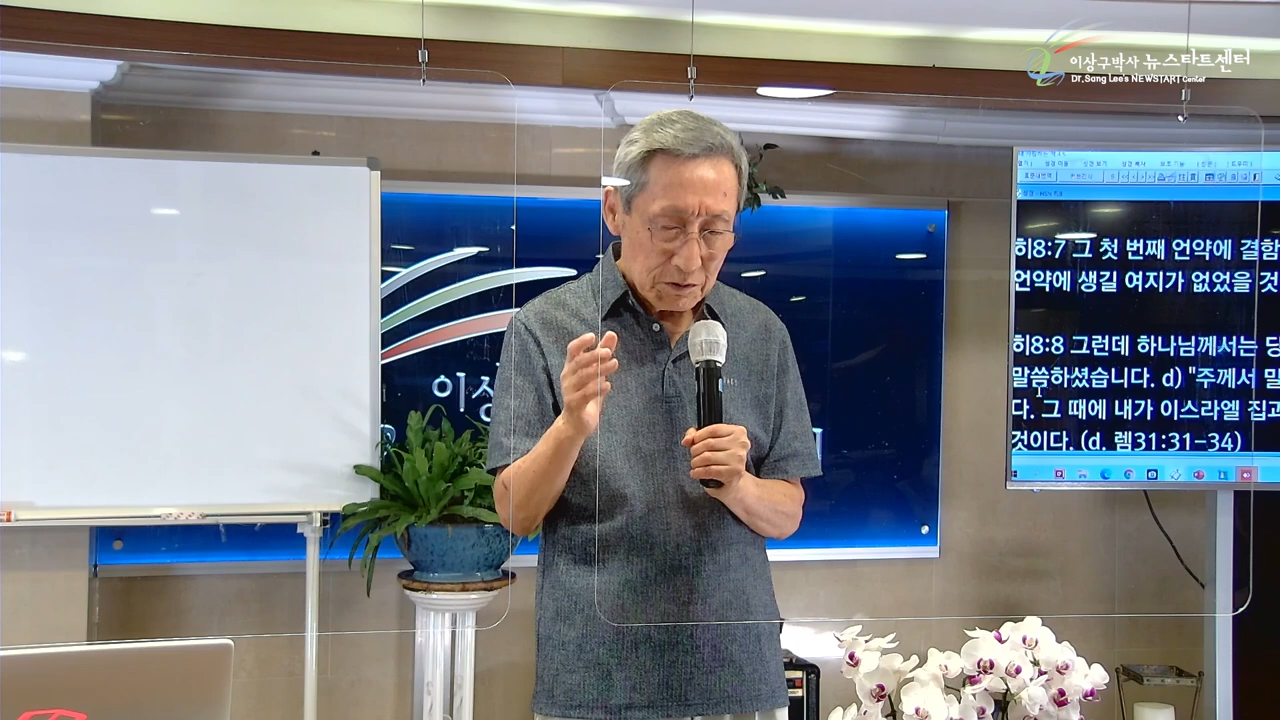 이상구박사 뉴스타트센터
Dr. Sang Lee's NEWSTART Center
히8:7 그 첫 번째 언약에 결함
언약에 생길 여지가 없었을 것
히8:8 그런데 하나님께서는 당
말씀하셨습니다. d) "주께서 말
다. 그 때에 내가 이스라엘 집과
것이다. (d. 렘31:31-34)
이상